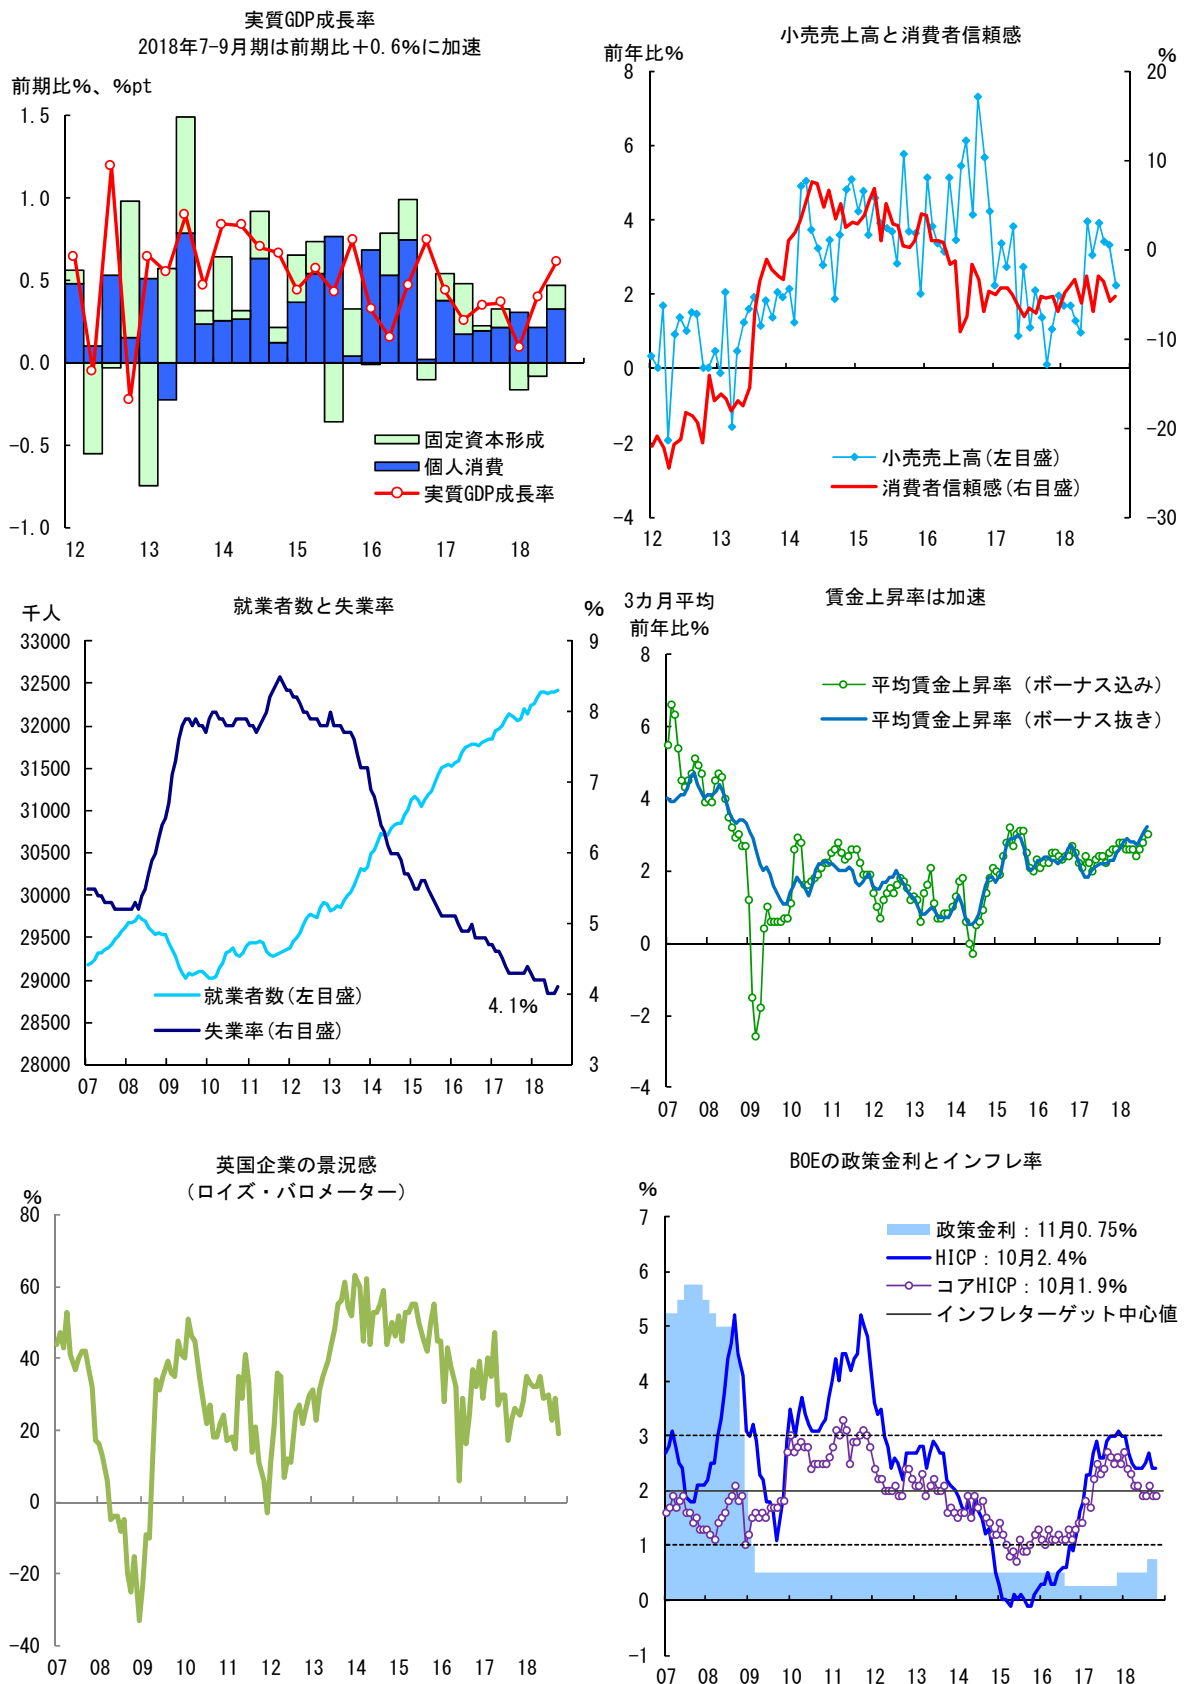 実質GDP成長率
2018年7-9月期は前期比＋0.6%に加速
前期比%、%pt
1.5
1.0
0.5
0.0
-0.5
-1.0
固定資本形成
個人消費
実質GDP成長率
12 13 14 15 16 17 18
小売売上高と消費者信頼感
前年比% %
8 20
6 10
4 0
2 -10
0 -20
-2 -30
-4
小売売上高(左目盛)
消費者信頼感(右目盛)
12 13 14 15 16 17 18
就業者数と失業率
千人 %
33000 9
32500 8
32000 7
31500 6
31000 5
30500 4
30000 3
29500
29000
28500
28000
就業者数(左目盛)
失業率(右目盛)
4.1%
07 08 09 10 11 12 13 14 15 16 17 18
賃金上昇率は加速
3カ月平均
前年比%
8
6
4
2
0
-2
-4
平均賃金上昇率（ボーナス込み）
平均賃金上昇率（ボーナス抜き）
07 08 09 10 11 12 13 14 15 16 17 18
英国企業の景況感
（ロイズ・バロメーター）
%
80
60
40
20
0
-20
-40
07 08 09 10 11 12 13 14 15 16 17 18
BOEの政策金利とインフレ率
%
7
6
5
4
3
2
1
0
-1
政策金利：11月0.75%
HICP：10月2.4%
コアHICP：10月1.9%
インフレターゲット中心値
07 08 09 10 11 12 13 14 15 16 17 18